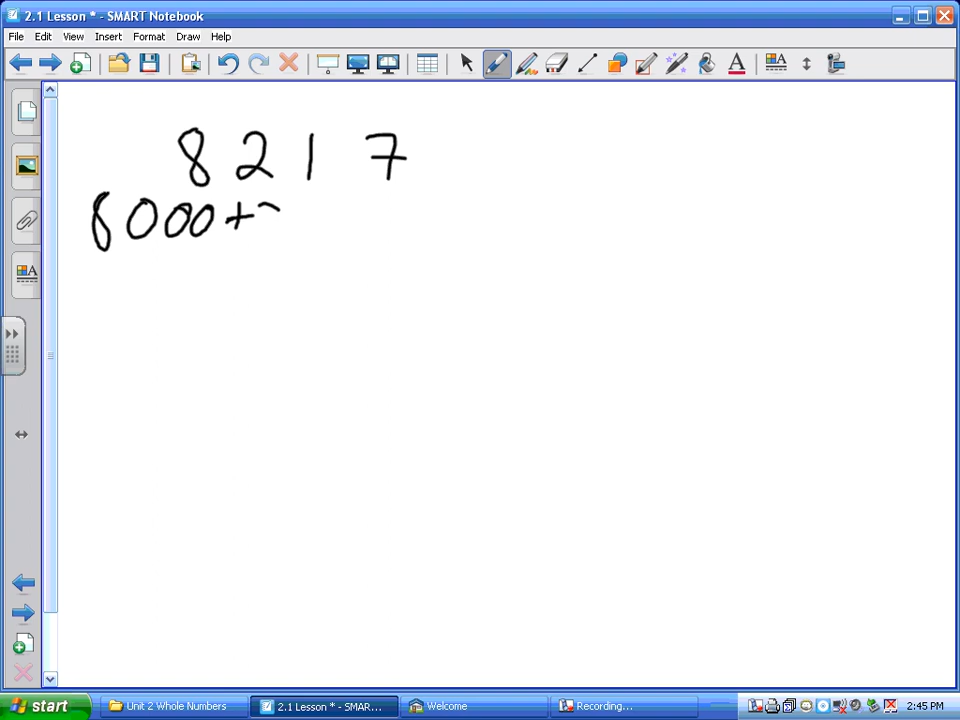 2.1 Lesson * - SMART Notebook
File Edit View Insert Format Draw Help
8 2 1 7
8000+
start Unit 2 Whole Numbers 2.1 Lesson * - SMAR... Welcome Recording... 2:45 PM